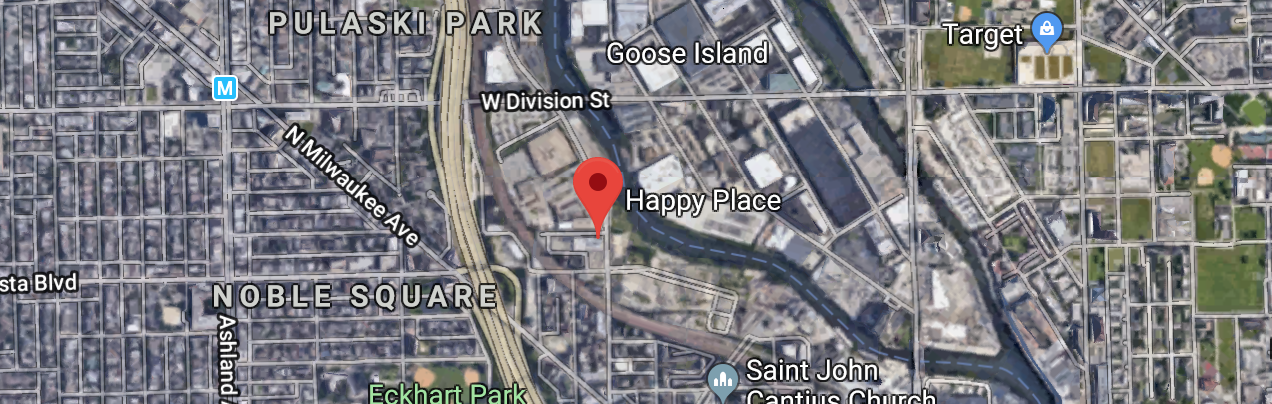 PULASKI PARK
Goose Island
Target
M
W Division St
N Milwaukee Ave
Happy Place
sta Blvd
NOBLE SQUARE
Ashland
Saint John
Cantius Church
Eckhart Park